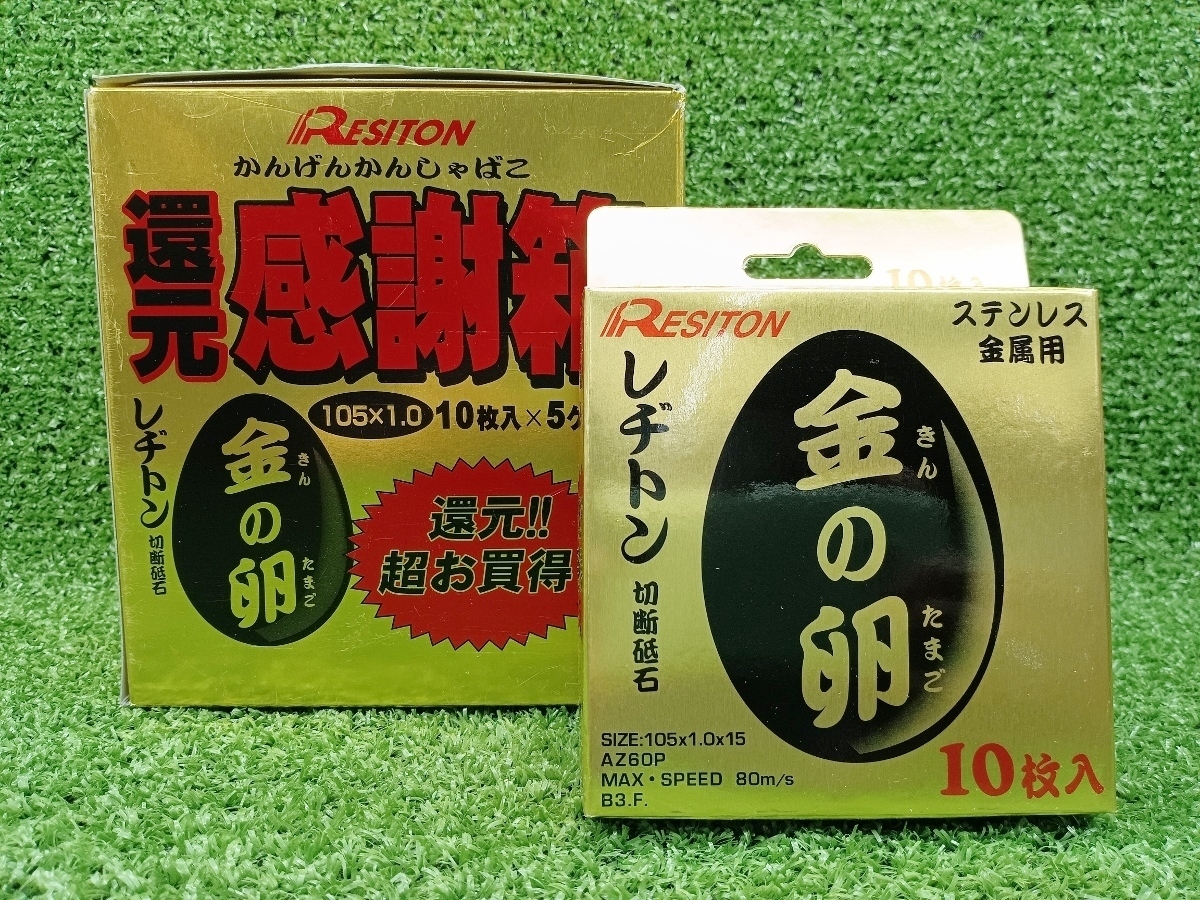 RESITON
かんげんかんしゃばこ
還元
感謝箱
105×1.0 10枚入×5
レヂトン
切断砥石
金の卵
きん
たまご
還元!!
超お買得
10枚入
RESITON
ステンレス
金属用
レヂトン
切断砥石
金の卵
きん
たまご
SIZE:105x1.0x15
AZ60P
MAX・SPEED 80m/s
B3.F.
10枚入